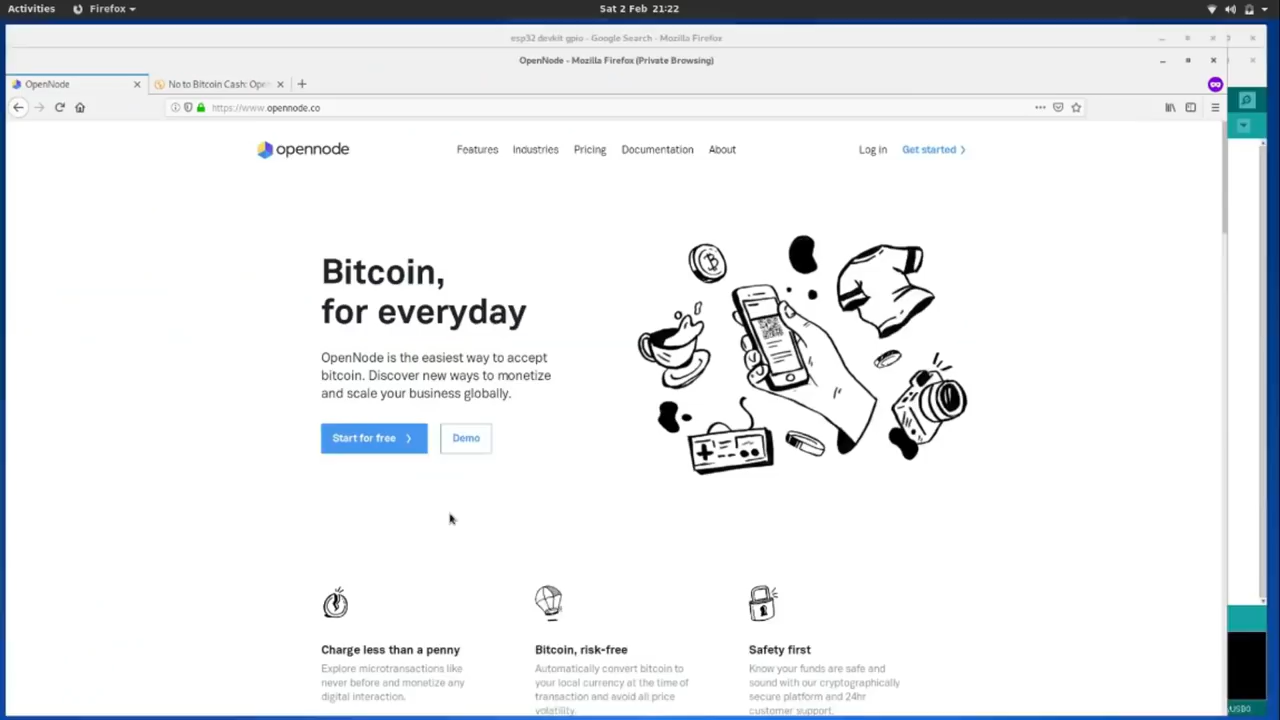 Activities
Firefox
Sat 2 Feb 21:22
esp32 devkit gpio - Google Search - Mozilla Firefox
OpenNode - Mozilla Firefox (Private Browsing)
OpenNode
No to Bitcoin Cash: Ope
https://www.opennode.co
opennode
Features
Industries
Pricing
Documentation
About
Log in
Get started
Bitcoin,
for everyday
OpenNode is the easiest way to accept
bitcoin. Discover new ways to monetize
and scale your business globally.
Start for free
Demo
Charge less than a penny
Explore microtransactions like
never before and monetize any
digital interaction.
Bitcoin, risk-free
Automatically convert bitcoin to
your local currency at the time of
transaction and avoid all price
volatility.
Safety first
Know your funds are safe and
sound with our cryptographically
secure platform and 24hr
customer support.
USB0